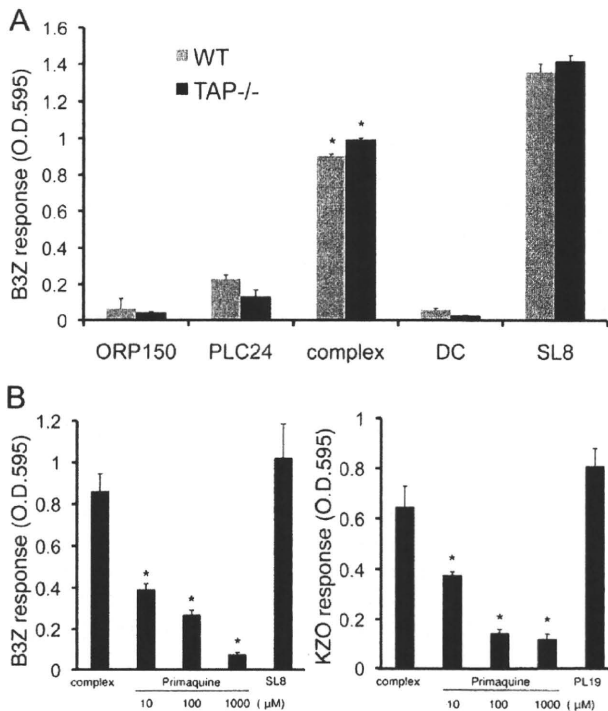 A
B3Z response (O.D.595)
1.6
1.4
1.2
1
0.8
0.6
0.4
0.2
0
WT
TAP-/-
* *
ORP150 PLC24 complex DC SL8
B
B3Z response (O.D.595)
1.2
1
0.8
0.6
0.4
0.2
0
*
*
*
complex Primaquine SL8
10 100 1000 (μM)
KZO response (O.D.595)
1
0.8
0.6
0.4
0.2
0
*
*
*
complex Primaquine PL19
10 100 1000 (μM)